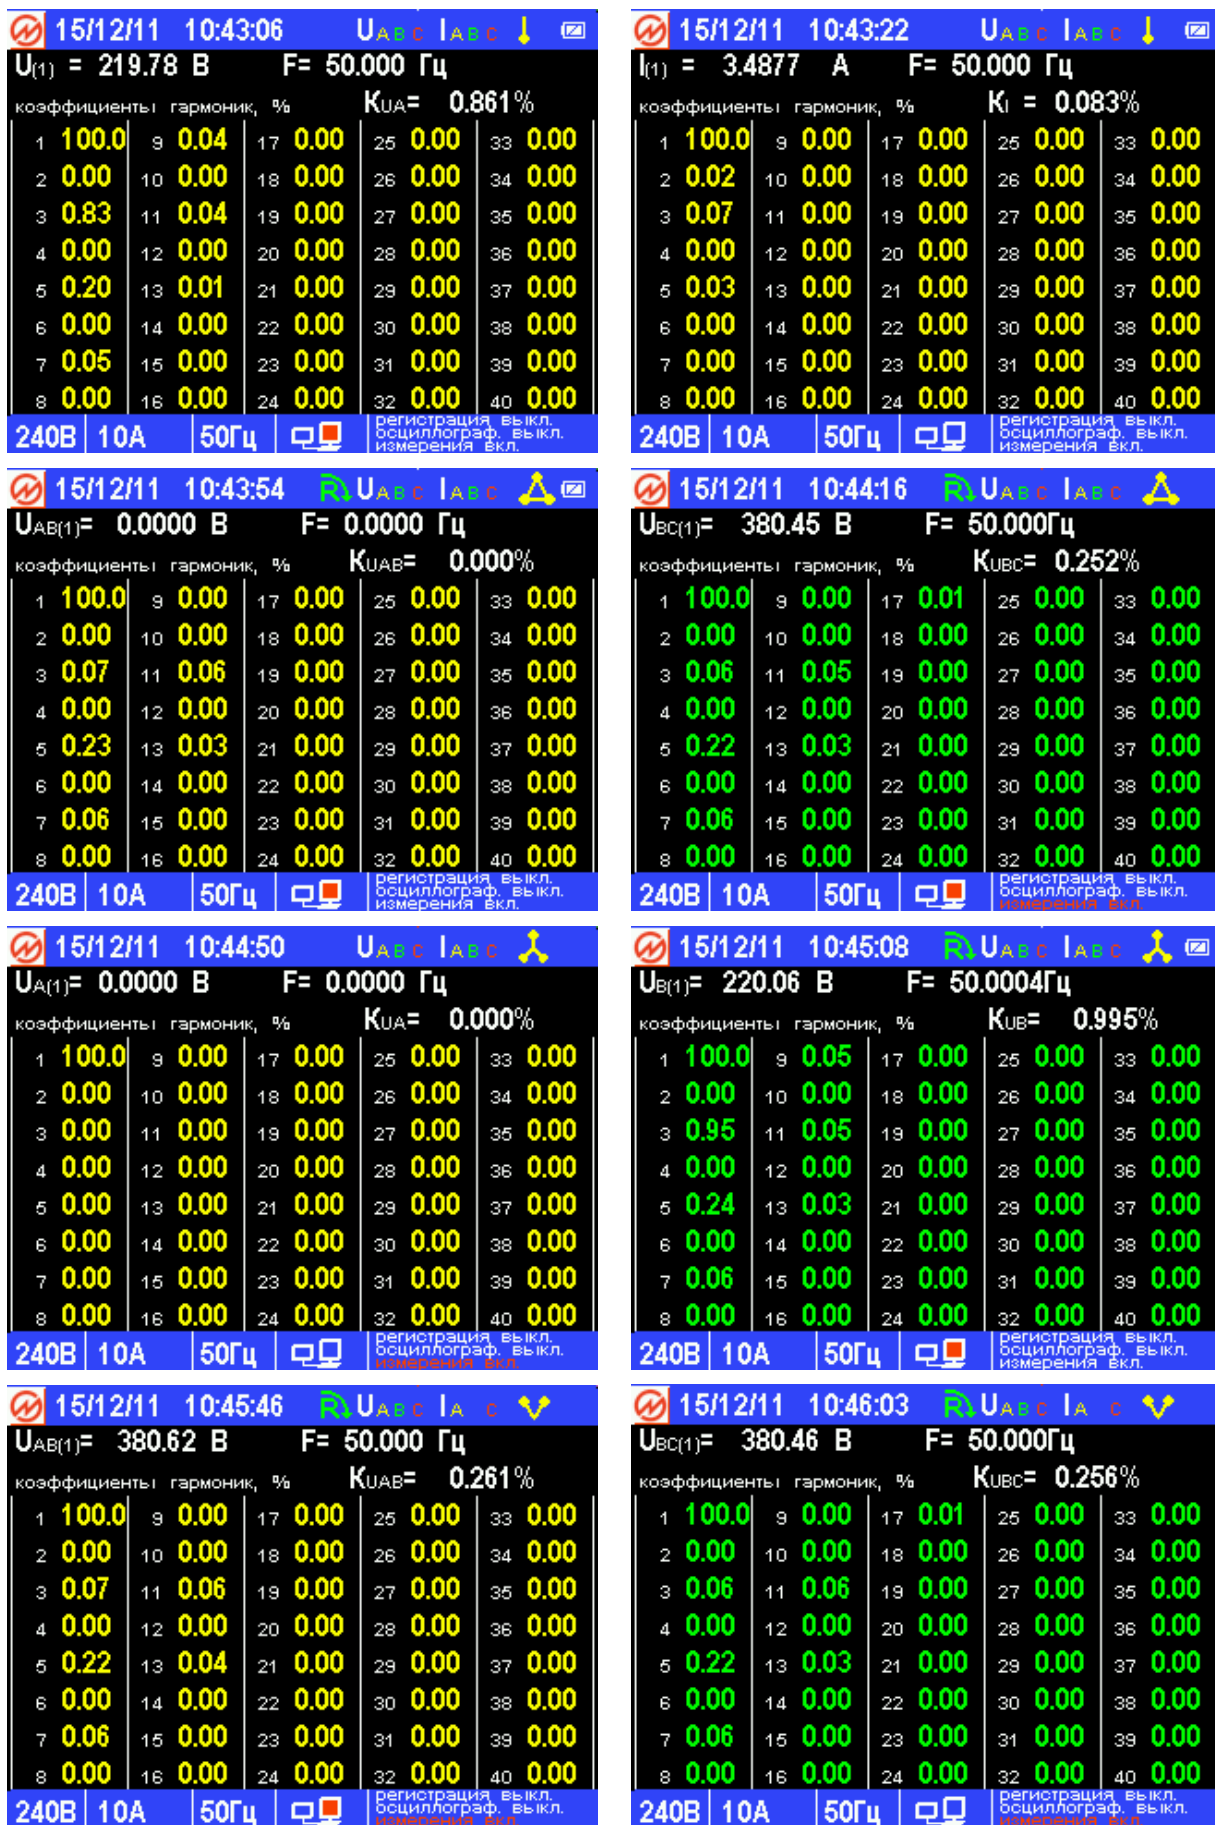 15/12/11 10:43:06 UABC IABC
U(1) = 219.78 В F= 50.000 Гц
коэффициенты гармоник, % KUA= 0.861%
1 100.0 9 0.04 17 0.00 25 0.00 33 0.00
2 0.00 10 0.00 18 0.00 26 0.00 34 0.00
3 0.83 11 0.04 19 0.00 27 0.00 35 0.00
4 0.00 12 0.00 20 0.00 28 0.00 36 0.00
5 0.20 13 0.01 21 0.00 29 0.00 37 0.00
6 0.00 14 0.00 22 0.00 30 0.00 38 0.00
7 0.05 15 0.00 23 0.00 31 0.00 39 0.00
8 0.00 16 0.00 24 0.00 32 0.00 40 0.00
240В 10А 50Гц
регистрация выкл.
осциллограф. выкл.
измерения вкл.
15/12/11 10:43:22 UABC IABC
I(1) = 3.4877 А F= 50.000 Гц
коэффициенты гармоник, % KI = 0.083%
1 100.0 9 0.00 17 0.00 25 0.00 33 0.00
2 0.02 10 0.00 18 0.00 26 0.00 34 0.00
3 0.07 11 0.00 19 0.00 27 0.00 35 0.00
4 0.00 12 0.00 20 0.00 28 0.00 36 0.00
5 0.03 13 0.00 21 0.00 29 0.00 37 0.00
6 0.00 14 0.00 22 0.00 30 0.00 38 0.00
7 0.00 15 0.00 23 0.00 31 0.00 39 0.00
8 0.00 16 0.00 24 0.00 32 0.00 40 0.00
240В 10А 50Гц
регистрация выкл.
осциллограф. выкл.
измерения вкл.
15/12/11 10:43:54 R UABC IABC
UAB(1)= 0.0000 В F= 0.0000 Гц
коэффициенты гармоник, % KUAB= 0.000%
1 100.0 9 0.00 17 0.00 25 0.00 33 0.00
2 0.00 10 0.00 18 0.00 26 0.00 34 0.00
3 0.07 11 0.06 19 0.00 27 0.00 35 0.00
4 0.00 12 0.00 20 0.00 28 0.00 36 0.00
5 0.23 13 0.03 21 0.00 29 0.00 37 0.00
6 0.00 14 0.00 22 0.00 30 0.00 38 0.00
7 0.06 15 0.00 23 0.00 31 0.00 39 0.00
8 0.00 16 0.00 24 0.00 32 0.00 40 0.00
240В 10А 50Гц
регистрация выкл.
осциллограф. выкл.
измерения вкл.
15/12/11 10:44:16 R UABC IABC
UBC(1)= 380.45 В F= 50.000Гц
коэффициенты гармоник, % KUBC= 0.252%
1 100.0 9 0.00 17 0.01 25 0.00 33 0.00
2 0.00 10 0.00 18 0.00 26 0.00 34 0.00
3 0.06 11 0.05 19 0.00 27 0.00 35 0.00
4 0.00 12 0.00 20 0.00 28 0.00 36 0.00
5 0.22 13 0.03 21 0.00 29 0.00 37 0.00
6 0.00 14 0.00 22 0.00 30 0.00 38 0.00
7 0.06 15 0.00 23 0.00 31 0.00 39 0.00
8 0.00 16 0.00 24 0.00 32 0.00 40 0.00
240В 10А 50Гц
регистрация выкл.
осциллограф. выкл.
измерения вкл.
15/12/11 10:44:50 UABC IABC
UA(1)= 0.0000 В F= 0.0000 Гц
коэффициенты гармоник, % KUA= 0.000%
1 100.0 9 0.00 17 0.00 25 0.00 33 0.00
2 0.00 10 0.00 18 0.00 26 0.00 34 0.00
3 0.00 11 0.00 19 0.00 27 0.00 35 0.00
4 0.00 12 0.00 20 0.00 28 0.00 36 0.00
5 0.00 13 0.00 21 0.00 29 0.00 37 0.00
6 0.00 14 0.00 22 0.00 30 0.00 38 0.00
7 0.00 15 0.00 23 0.00 31 0.00 39 0.00
8 0.00 16 0.00 24 0.00 32 0.00 40 0.00
240В 10А 50Гц
регистрация выкл.
осциллограф. выкл.
измерения вкл.
15/12/11 10:45:08 R UABC IABC
UB(1)= 220.06 В F= 50.0004Гц
коэффициенты гармоник, % KUB= 0.995%
1 100.0 9 0.05 17 0.00 25 0.00 33 0.00
2 0.00 10 0.00 18 0.00 26 0.00 34 0.00
3 0.95 11 0.05 19 0.00 27 0.00 35 0.00
4 0.00 12 0.00 20 0.00 28 0.00 36 0.00
5 0.24 13 0.03 21 0.00 29 0.00 37 0.00
6 0.00 14 0.00 22 0.00 30 0.00 38 0.00
7 0.06 15 0.00 23 0.00 31 0.00 39 0.00
8 0.00 16 0.00 24 0.00 32 0.00 40 0.00
240В 10А 50Гц
регистрация выкл.
осциллограф. выкл.
измерения вкл.
15/12/11 10:45:46 R UABC IA C
UAB(1)= 380.62 В F= 50.000 Гц
коэффициенты гармоник, % KUAB= 0.261%
1 100.0 9 0.00 17 0.00 25 0.00 33 0.00
2 0.00 10 0.00 18 0.00 26 0.00 34 0.00
3 0.07 11 0.06 19 0.00 27 0.00 35 0.00
4 0.00 12 0.00 20 0.00 28 0.00 36 0.00
5 0.22 13 0.04 21 0.00 29 0.00 37 0.00
6 0.00 14 0.00 22 0.00 30 0.00 38 0.00
7 0.06 15 0.00 23 0.00 31 0.00 39 0.00
8 0.00 16 0.00 24 0.00 32 0.00 40 0.00
240В 10А 50Гц
регистрация выкл.
осциллограф. выкл.
измерения вкл.
15/12/11 10:46:03 R UABC IA C
UBC(1)= 380.46 В F= 50.000Гц
коэффициенты гармоник, % KUBC= 0.256%
1 100.0 9 0.00 17 0.01 25 0.00 33 0.00
2 0.00 10 0.00 18 0.00 26 0.00 34 0.00
3 0.06 11 0.06 19 0.00 27 0.00 35 0.00
4 0.00 12 0.00 20 0.00 28 0.00 36 0.00
5 0.22 13 0.03 21 0.00 29 0.00 37 0.00
6 0.00 14 0.00 22 0.00 30 0.00 38 0.00
7 0.06 15 0.00 23 0.00 31 0.00 39 0.00
8 0.00 16 0.00 24 0.00 32 0.00 40 0.00
240В 10А 50Гц
регистрация выкл.
осциллограф. выкл.
измерения вкл.